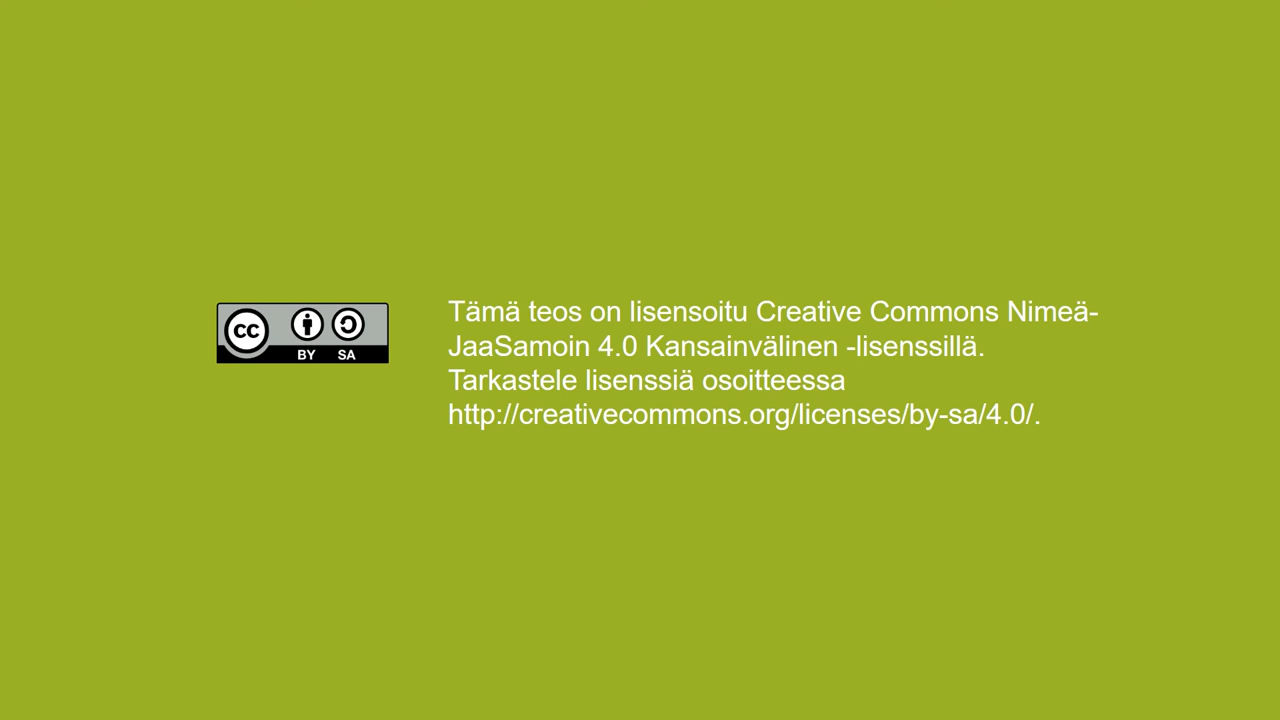 cc
BY SA
Tämä teos on lisensoitu Creative Commons Nimeä-
JaaSamoin 4.0 Kansainvälinen -lisenssillä.
Tarkastele lisenssiä osoitteessa
http://creativecommons.org/licenses/by-sa/4.0/.